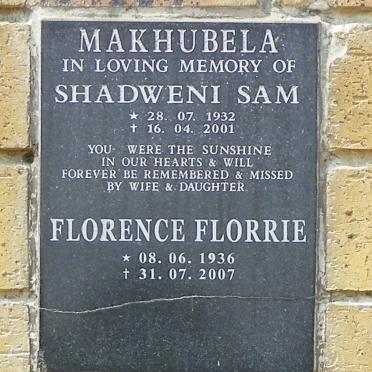 MAKHUBELA
IN LOVING MEMORY OF
SHADWENI SAM
★ 28. 07. 1932
† 16. 04. 2001
YOU WERE THE SUNSHINE
IN OUR HEARTS & WILL
FOREVER BE REMEMBERED & MISSED
BY WIFE & DAUGHTER.
FLORENCE FLORRIE
★ 08. 06. 1936
† 31. 07. 2007